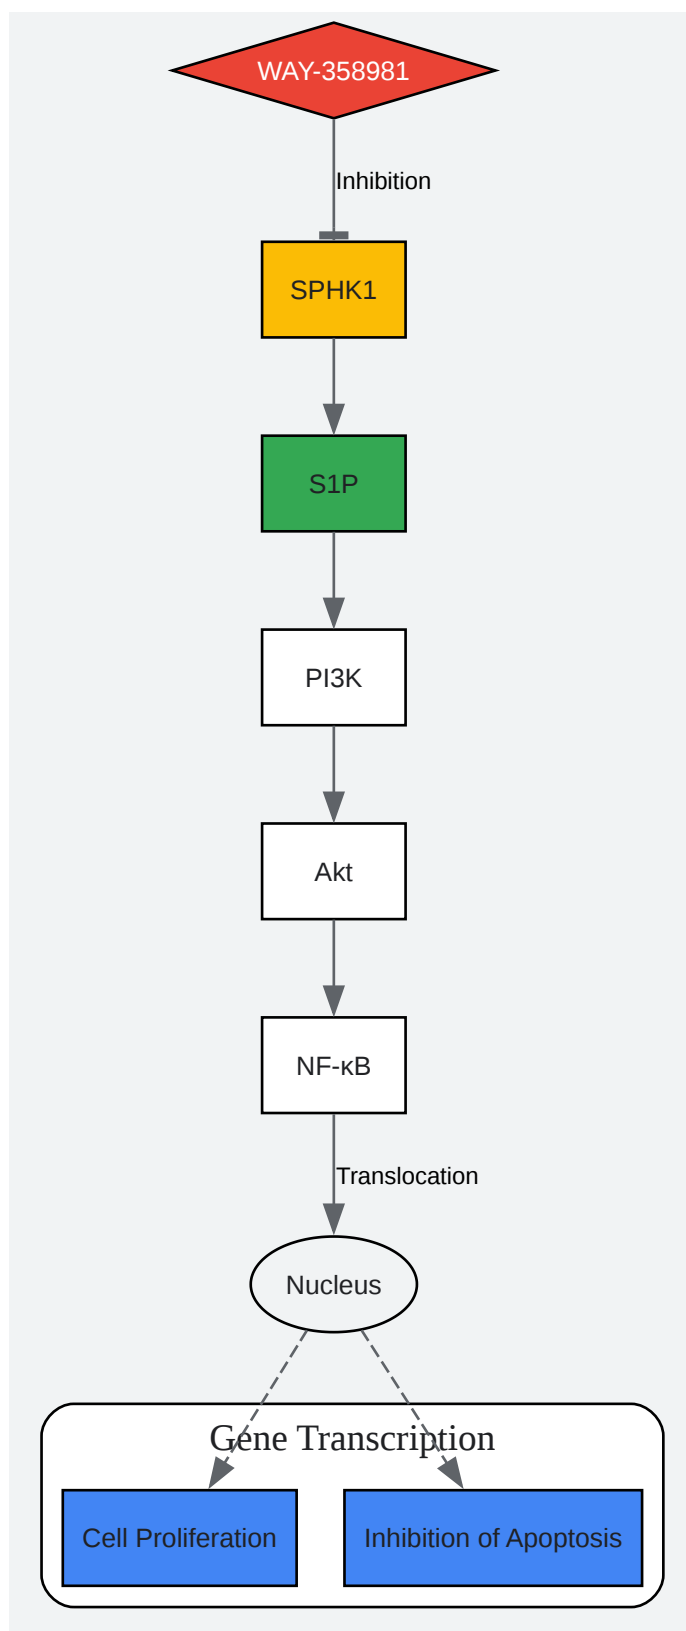 WAY-358981
Inhibition
SPHK1
S1P
PI3K
Akt
NF-κB
Translocation
Nucleus
Gene Transcription
Cell Proliferation
Inhibition of Apoptosis